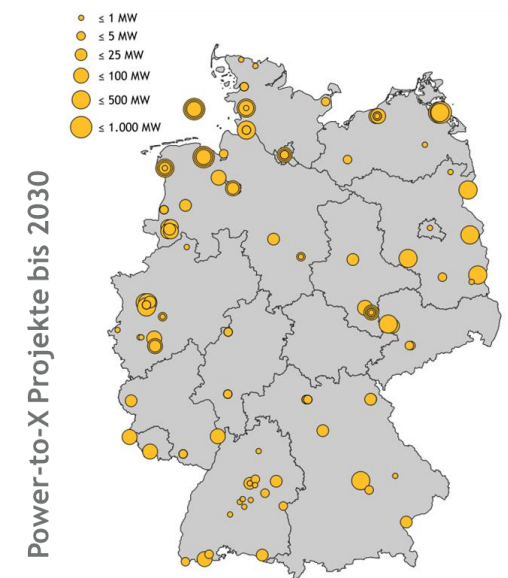 ≤ 1 MW
≤ 5 MW
≤ 25 MW
≤ 100 MW
≤ 500 MW
≤ 1.000 MW
Power-to-X Projekte bis 2030